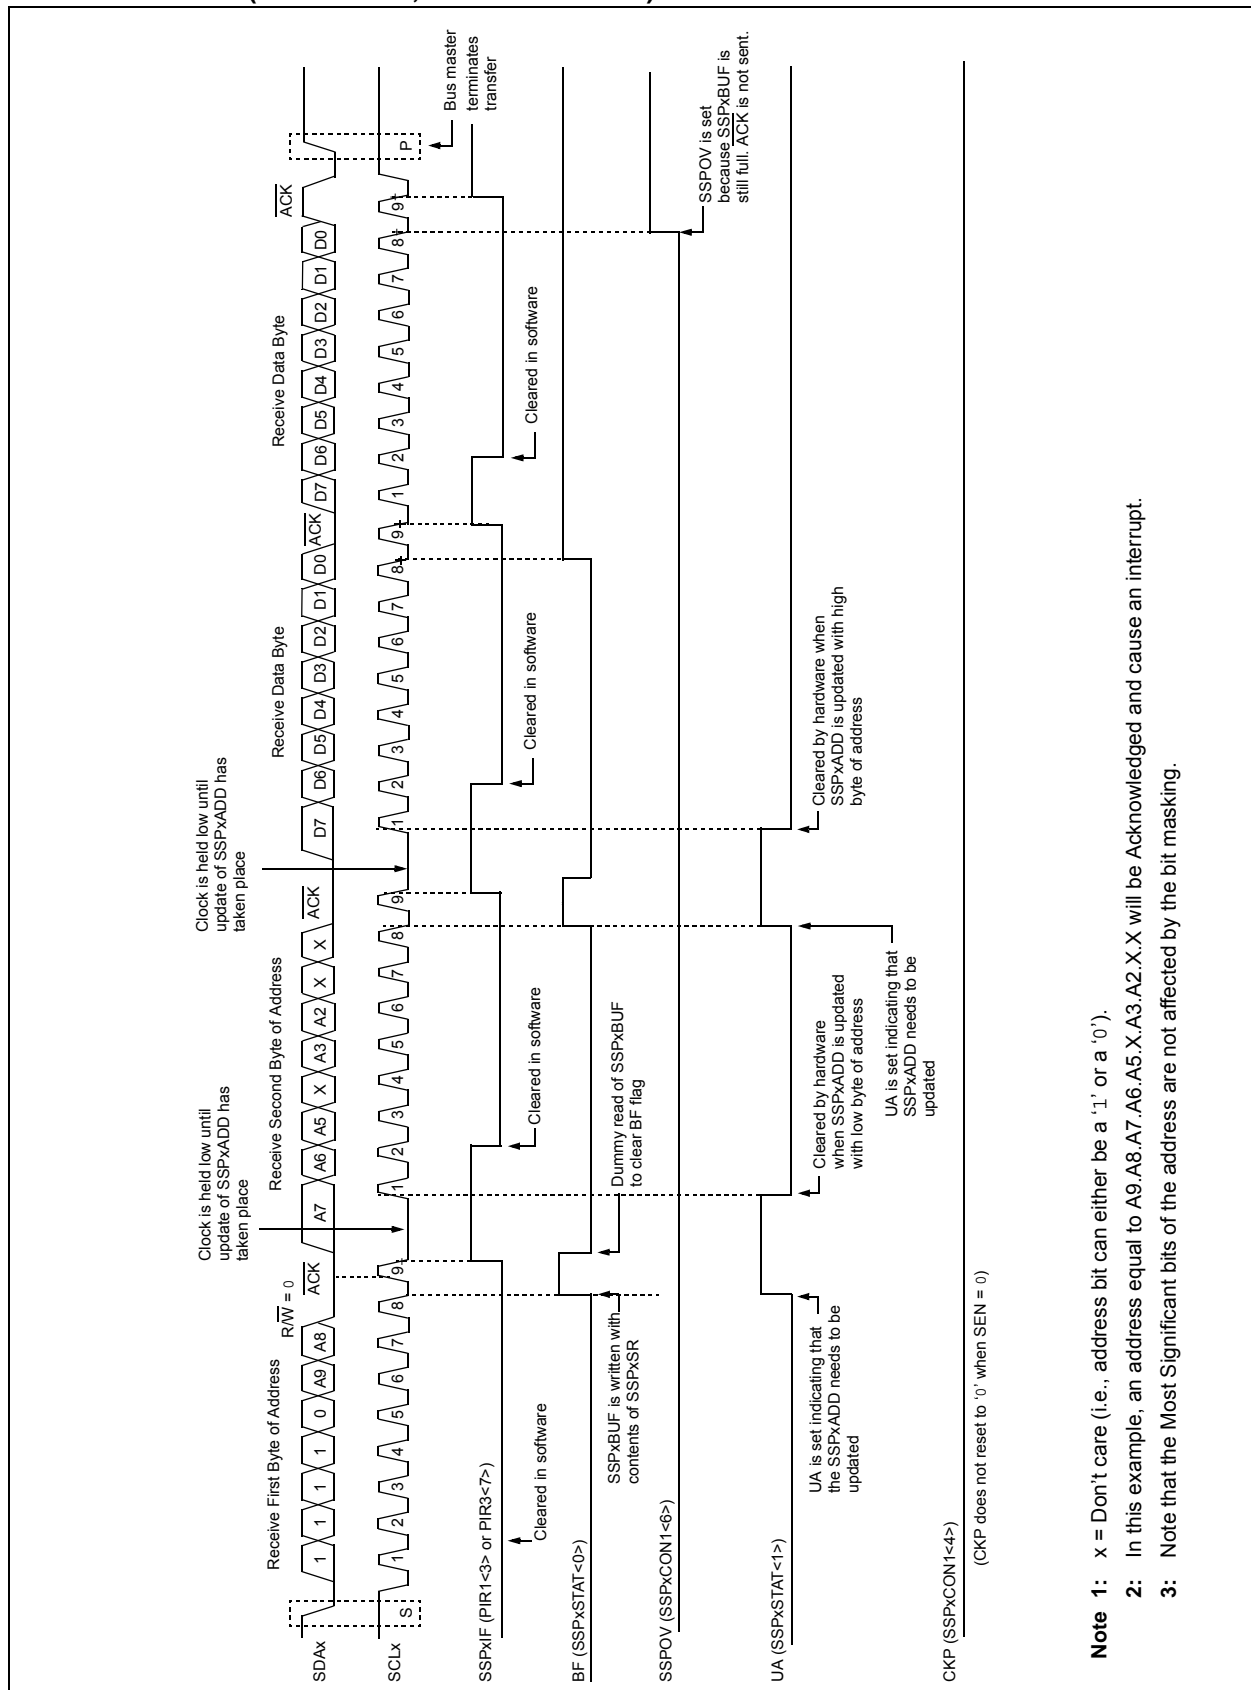 Receive First Byte of Address
R/W = 0
ACK
Clock is held low until
update of SSPxADD has
taken place
Receive Second Byte of Address
ACK
Clock is held low until
update of SSPxADD has
taken place
Receive Data Byte
ACK
Receive Data Byte
ACK
SDAx
1 1 1 1 0 A9 A8
A7 A6 A5 X A3 A2 X X
D7 D6 D5 D4 D3 D2 D1 D0
D7 D6 D5 D4 D3 D2 D1 D0
SCLx
S
1 2 3 4 5 6 7 8 9
1 2 3 4 5 6 7 8 9
1 2 3 4 5 6 7 8 9
1 2 3 4 5 6 7 8 9
P
Bus master
terminates
transfer
SSPxIF (PIR1<3> or PIR3<7>)
Cleared in software
Cleared in software
Cleared in software
Cleared in software
BF (SSPxSTAT<0>)
SSPxBUF is written with
contents of SSPxSR
Dummy read of SSPxBUF
to clear BF flag
SSPOV (SSPxCON1<6>)
SSPOV is set
because SSPxBUF is
still full. ACK is not sent.
UA (SSPxSTAT<1>)
UA is set indicating that
the SSPxADD needs to be
updated
Cleared by hardware
when SSPxADD is updated
with low byte of address
UA is set indicating that
SSPxADD needs to be
updated
Cleared by hardware when
SSPxADD is updated with high
byte of address
CKP (SSPxCON1<4>)
(CKP does not reset to ‘0’ when SEN = 0)
Note 1: x = Don't care (i.e., address bit can either be a ‘1’ or a ‘0’).
2: In this example, an address equal to A9.A8.A7.A6.A5.X.A3.A2.X.X will be Acknowledged and cause an interrupt.
3: Note that the Most Significant bits of the address are not affected by the bit masking.